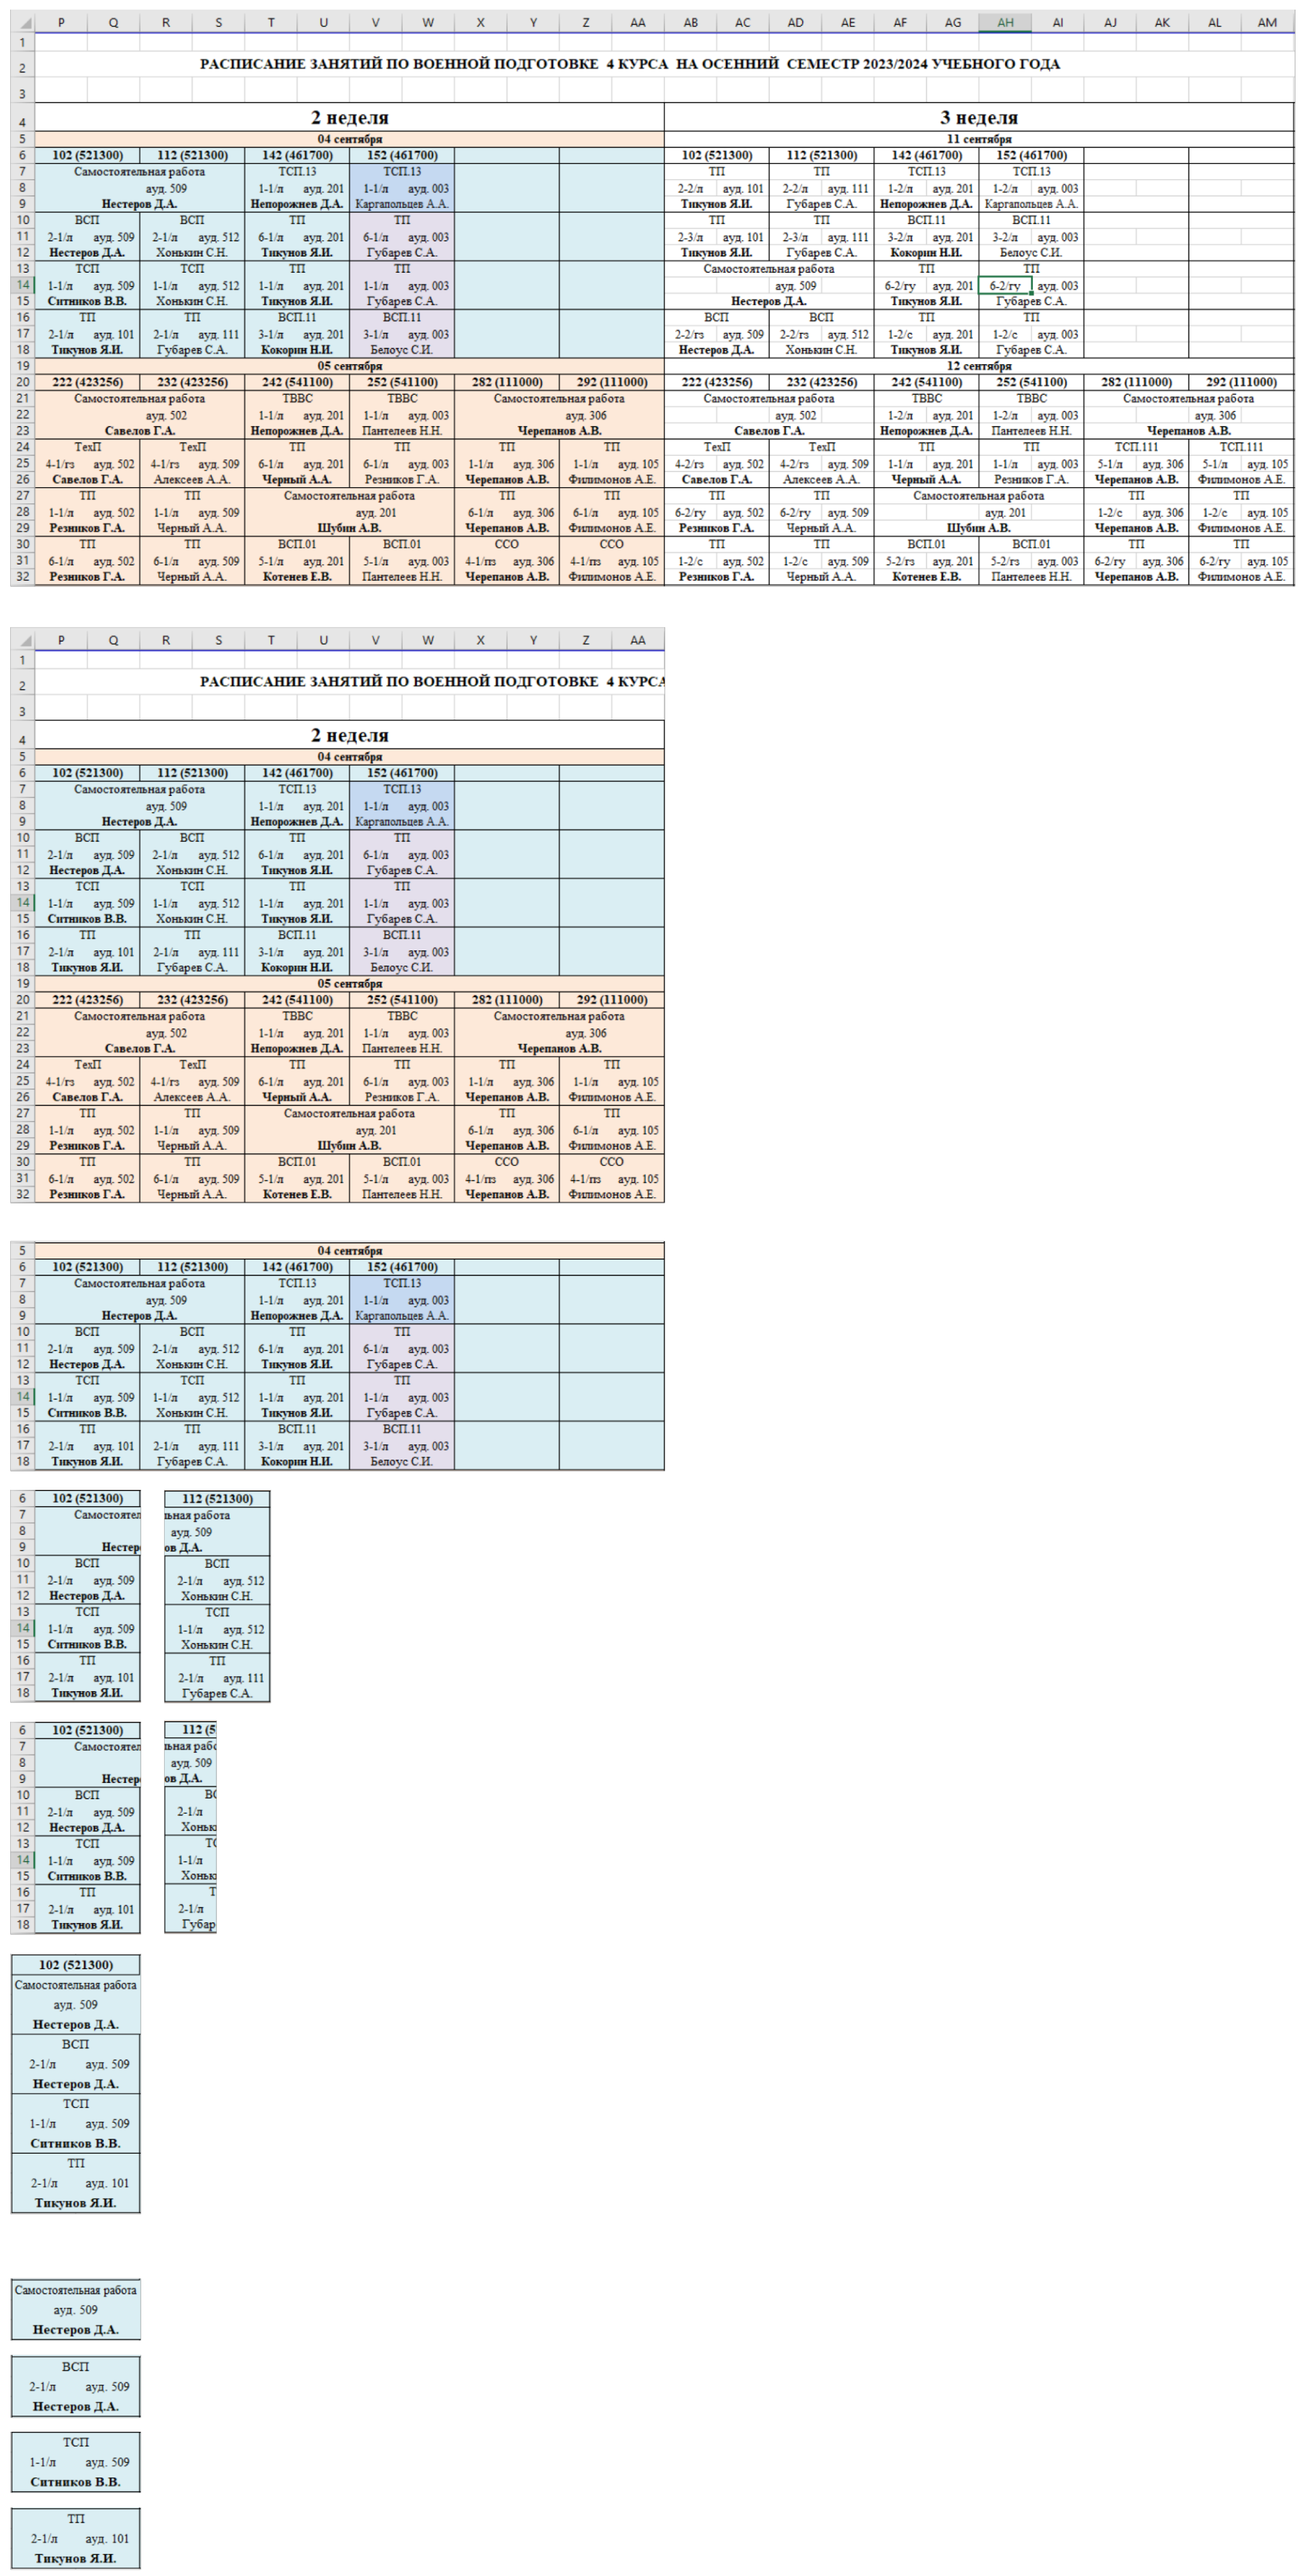 P Q R S T U V W X Y Z AA AB AC AD AE AF AG AH AI AJ AK AL AM
1
2 РАСПИСАНИЕ ЗАНЯТИЙ ПО ВОЕННОЙ ПОДГОТОВКЕ 4 КУРСА НА ОСЕННИЙ СЕМЕСТР 2023/2024 УЧЕБНОГО ГОДА
3
4 2 неделя 3 неделя
5 04 сентября 11 сентября
6 102 (521300) 112 (521300) 142 (461700) 152 (461700) 102 (521300) 112 (521300) 142 (461700) 152 (461700)
7 Самостоятельная работа ТСП.13 ТСП.13 ТП ТП ТСП.13 ТСП.13
8 ауд. 509 1-1/л ауд. 201 1-1/л ауд. 003 2-2/л ауд. 101 2-2/л ауд. 111 1-2/л ауд. 201 1-2/л ауд. 003
9 Нестеров Д.А. Непорожнев Д.А. Каргапольцев А.А. Тикунов Я.И. Губарев С.А. Непорожнев Д.А. Каргапольцев А.А.
10 ВСП ВСП ТП ТП ТП ТП ВСП.11 ВСП.11
11 2-1/л ауд. 509 2-1/л ауд. 512 6-1/л ауд. 201 6-1/л ауд. 003 2-3/л ауд. 101 2-3/л ауд. 111 3-2/л ауд. 201 3-2/л ауд. 003
12 Нестеров Д.А. Хонькин С.Н. Тикунов Я.И. Губарев С.А. Тикунов Я.И. Губарев С.А. Кокорин Н.И. Белоус С.И.
13 ТСП ТСП ТП ТП Самостоятельная работа ТП ТП
14 1-1/л ауд. 509 1-1/л ауд. 512 1-1/л ауд. 201 1-1/л ауд. 003 ауд. 509 6-2/гу ауд. 201 6-2/гу ауд. 003
15 Ситников В.В. Хонькин С.Н. Тикунов Я.И. Губарев С.А. Нестеров Д.А. Тикунов Я.И. Губарев С.А.
16 ТП ТП ВСП.11 ВСП.11 ВСП ВСП ТП ТП
17 2-1/л ауд. 101 2-1/л ауд. 111 3-1/л ауд. 201 3-1/л ауд. 003 2-2/гз ауд. 509 2-2/гз ауд. 512 1-2/с ауд. 201 1-2/с ауд. 003
18 Тикунов Я.И. Губарев С.А. Кокорин Н.И. Белоус С.И. Нестеров Д.А. Хонькин С.Н. Тикунов Я.И. Губарев С.А.
19 05 сентября 12 сентября
20 222 (423256) 232 (423256) 242 (541100) 252 (541100) 282 (111000) 292 (111000) 222 (423256) 232 (423256) 242 (541100) 252 (541100) 282 (111000) 292 (111000)
21 Самостоятельная работа ТВВС ТВВС Самостоятельная работа Самостоятельная работа ТВВС ТВВС Самостоятельная работа
22 ауд. 502 1-1/л ауд. 201 1-1/л ауд. 003 ауд. 306 ауд. 502 1-2/л ауд. 201 1-2/л ауд. 003 ауд. 306
23 Савелов Г.А. Непорожнев Д.А. Пантелеев Н.Н. Черепанов А.В. Савелов Г.А. Непорожнев Д.А. Пантелеев Н.Н. Черепанов А.В.
24 ТехП ТехП ТП ТП ТП ТП ТехП ТехП ТП ТП ТСП.111 ТСП.111
25 4-1/гз ауд. 502 4-1/гз ауд. 509 6-1/л ауд. 201 6-1/л ауд. 003 1-1/л ауд. 306 1-1/л ауд. 105 4-2/гз ауд. 502 4-2/гз ауд. 509 1-1/л ауд. 201 1-1/л ауд. 003 5-1/л ауд. 306 5-1/л ауд. 105
26 Савелов Г.А. Алексеев А.А. Черный А.А. Резников Г.А. Черепанов А.В. Филимонов А.Е. Савелов Г.А. Алексеев А.А. Черный А.А. Резников Г.А. Черепанов А.В. Филимонов А.Е.
27 ТП ТП Самостоятельная работа ТП ТП ТП ТП Самостоятельная работа ТП ТП
28 1-1/л ауд. 502 1-1/л ауд. 509 ауд. 201 6-1/л ауд. 306 6-1/л ауд. 105 6-2/гу ауд. 502 6-2/гу ауд. 509 ауд. 201 1-2/с ауд. 306 1-2/с ауд. 105
29 Резников Г.А. Черный А.А. Шубин А.В. Черепанов А.В. Филимонов А.Е. Резников Г.А. Черный А.А. Шубин А.В. Черепанов А.В. Филимонов А.Е.
30 ТП ТП ВСП.01 ВСП.01 ССО ССО ТП ТП ВСП.01 ВСП.01 ТП ТП
31 6-1/л ауд. 502 6-1/л ауд. 509 5-1/л ауд. 201 5-1/л ауд. 003 4-1/пз ауд. 306 4-1/пз ауд. 105 1-2/с ауд. 502 1-2/с ауд. 509 5-2/гз ауд. 201 5-2/гз ауд. 003 6-2/гу ауд. 306 6-2/гу ауд. 105
32 Резников Г.А. Черный А.А. Котенев Е.В. Пантелеев Н.Н. Черепанов А.В. Филимонов А.Е. Резников Г.А. Черный А.А. Котенев Е.В. Пантелеев Н.Н. Черепанов А.В. Филимонов А.Е.
P Q R S T U V W X Y Z AA
1
2 РАСПИСАНИЕ ЗАНЯТИЙ ПО ВОЕННОЙ ПОДГОТОВКЕ 4 КУРСА
3
4 2 неделя
5 04 сентября
6 102 (521300) 112 (521300) 142 (461700) 152 (461700)
7 Самостоятельная работа ТСП.13 ТСП.13
8 ауд. 509 1-1/л ауд. 201 1-1/л ауд. 003
9 Нестеров Д.А. Непорожнев Д.А. Каргапольцев А.А.
10 ВСП ВСП ТП ТП
11 2-1/л ауд. 509 2-1/л ауд. 512 6-1/л ауд. 201 6-1/л ауд. 003
12 Нестеров Д.А. Хонькин С.Н. Тикунов Я.И. Губарев С.А.
13 ТСП ТСП ТП ТП
14 1-1/л ауд. 509 1-1/л ауд. 512 1-1/л ауд. 201 1-1/л ауд. 003
15 Ситников В.В. Хонькин С.Н. Тикунов Я.И. Губарев С.А.
16 ТП ТП ВСП.11 ВСП.11
17 2-1/л ауд. 101 2-1/л ауд. 111 3-1/л ауд. 201 3-1/л ауд. 003
18 Тикунов Я.И. Губарев С.А. Кокорин Н.И. Белоус С.И.
19 05 сентября
20 222 (423256) 232 (423256) 242 (541100) 252 (541100) 282 (111000) 292 (111000)
21 Самостоятельная работа ТВВС ТВВС Самостоятельная работа
22 ауд. 502 1-1/л ауд. 201 1-1/л ауд. 003 ауд. 306
23 Савелов Г.А. Непорожнев Д.А. Пантелеев Н.Н. Черепанов А.В.
24 ТехП ТехП ТП ТП ТП ТП
25 4-1/гз ауд. 502 4-1/гз ауд. 509 6-1/л ауд. 201 6-1/л ауд. 003 1-1/л ауд. 306 1-1/л ауд. 105
26 Савелов Г.А. Алексеев А.А. Черный А.А. Резников Г.А. Черепанов А.В. Филимонов А.Е.
27 ТП ТП Самостоятельная работа ТП ТП
28 1-1/л ауд. 502 1-1/л ауд. 509 ауд. 201 6-1/л ауд. 306 6-1/л ауд. 105
29 Резников Г.А. Черный А.А. Шубин А.В. Черепанов А.В. Филимонов А.Е.
30 ТП ТП ВСП.01 ВСП.01 ССО ССО
31 6-1/л ауд. 502 6-1/л ауд. 509 5-1/л ауд. 201 5-1/л ауд. 003 4-1/пз ауд. 306 4-1/пз ауд. 105
32 Резников Г.А. Черный А.А. Котенев Е.В. Пантелеев Н.Н. Черепанов А.В. Филимонов А.Е.
5 04 сентября
6 102 (521300) 112 (521300) 142 (461700) 152 (461700)
7 Самостоятельная работа ТСП.13 ТСП.13
8 ауд. 509 1-1/л ауд. 201 1-1/л ауд. 003
9 Нестеров Д.А. Непорожнев Д.А. Каргапольцев А.А.
10 ВСП ВСП ТП ТП
11 2-1/л ауд. 509 2-1/л ауд. 512 6-1/л ауд. 201 6-1/л ауд. 003
12 Нестеров Д.А. Хонькин С.Н. Тикунов Я.И. Губарев С.А.
13 ТСП ТСП ТП ТП
14 1-1/л ауд. 509 1-1/л ауд. 512 1-1/л ауд. 201 1-1/л ауд. 003
15 Ситников В.В. Хонькин С.Н. Тикунов Я.И. Губарев С.А.
16 ТП ТП ВСП.11 ВСП.11
17 2-1/л ауд. 101 2-1/л ауд. 111 3-1/л ауд. 201 3-1/л ауд. 003
18 Тикунов Я.И. Губарев С.А. Кокорин Н.И. Белоус С.И.
6 102 (521300) 112 (521300)
7 Самостоятел ьная работа
8 ауд. 509
9 Нестеро ов Д.А.
10 ВСП ВСП
11 2-1/л ауд. 509 2-1/л ауд. 512
12 Нестеров Д.А. Хонькин С.Н.
13 ТСП ТСП
14 1-1/л ауд. 509 1-1/л ауд. 512
15 Ситников В.В. Хонькин С.Н.
16 ТП ТП
17 2-1/л ауд. 101 2-1/л ауд. 111
18 Тикунов Я.И. Губарев С.А.
6 102 (521300) 112 (5
7 Самостоятел ьная рабо
8 ауд. 509
9 Нестеро ов Д.А.
10 ВСП ВС
11 2-1/л ауд. 509 2-1/л
12 Нестеров Д.А. Хоньк
13 ТСП ТС
14 1-1/л ауд. 509 1-1/л
15 Ситников В.В. Хоньк
16 ТП Т
17 2-1/л ауд. 101 2-1/л
18 Тикунов Я.И. Губар
102 (521300)
Самостоятельная работа
ауд. 509
Нестеров Д.А.
ВСП
2-1/л ауд. 509
Нестеров Д.А.
ТСП
1-1/л ауд. 509
Ситников В.В.
ТП
2-1/л ауд. 101
Тикунов Я.И.
Самостоятельная работа
ауд. 509
Нестеров Д.А.
ВСП
2-1/л ауд. 509
Нестеров Д.А.
ТСП
1-1/л ауд. 509
Ситников В.В.
ТП
2-1/л ауд. 101
Тикунов Я.И.